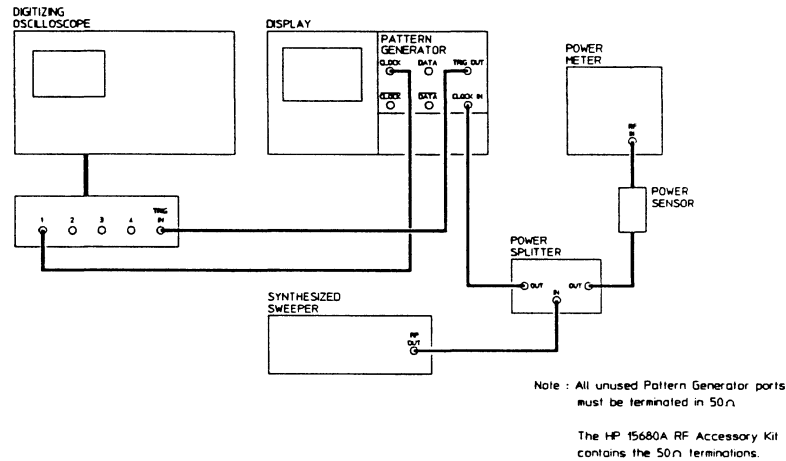 DIGITIZING
OSCILLOSCOPE
DISPLAY
PATTERN
GENERATOR
CLOCK DATA TRIG OUT
CLOCK DATA CLOCK IN
POWER
METER
RF
IN
POWER
SENSOR
TRIG
1 2 3 4 IN
POWER
SPLITTER
OUT IN OUT
SYNTHESIZED
SWEEPER
RF
OUT
Note : All unused Pattern Generator ports
must be terminated in 50Ω
The HP 15680A RF Accessory Kit
contains the 50Ω terminations.